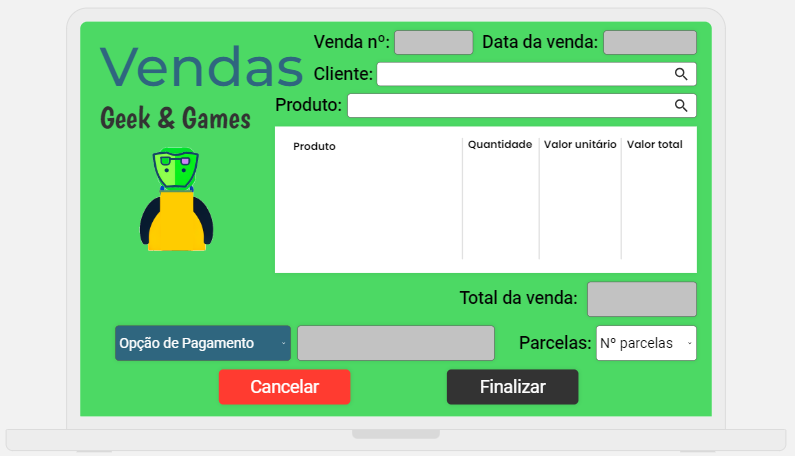 Vendas
Geek & Games
Venda nº:
Data da venda:
Cliente:
Produto:
Produto Quantidade Valor unitário Valor total
Total da venda:
Opção de Pagamento
Parcelas: Nº parcelas
Cancelar
Finalizar